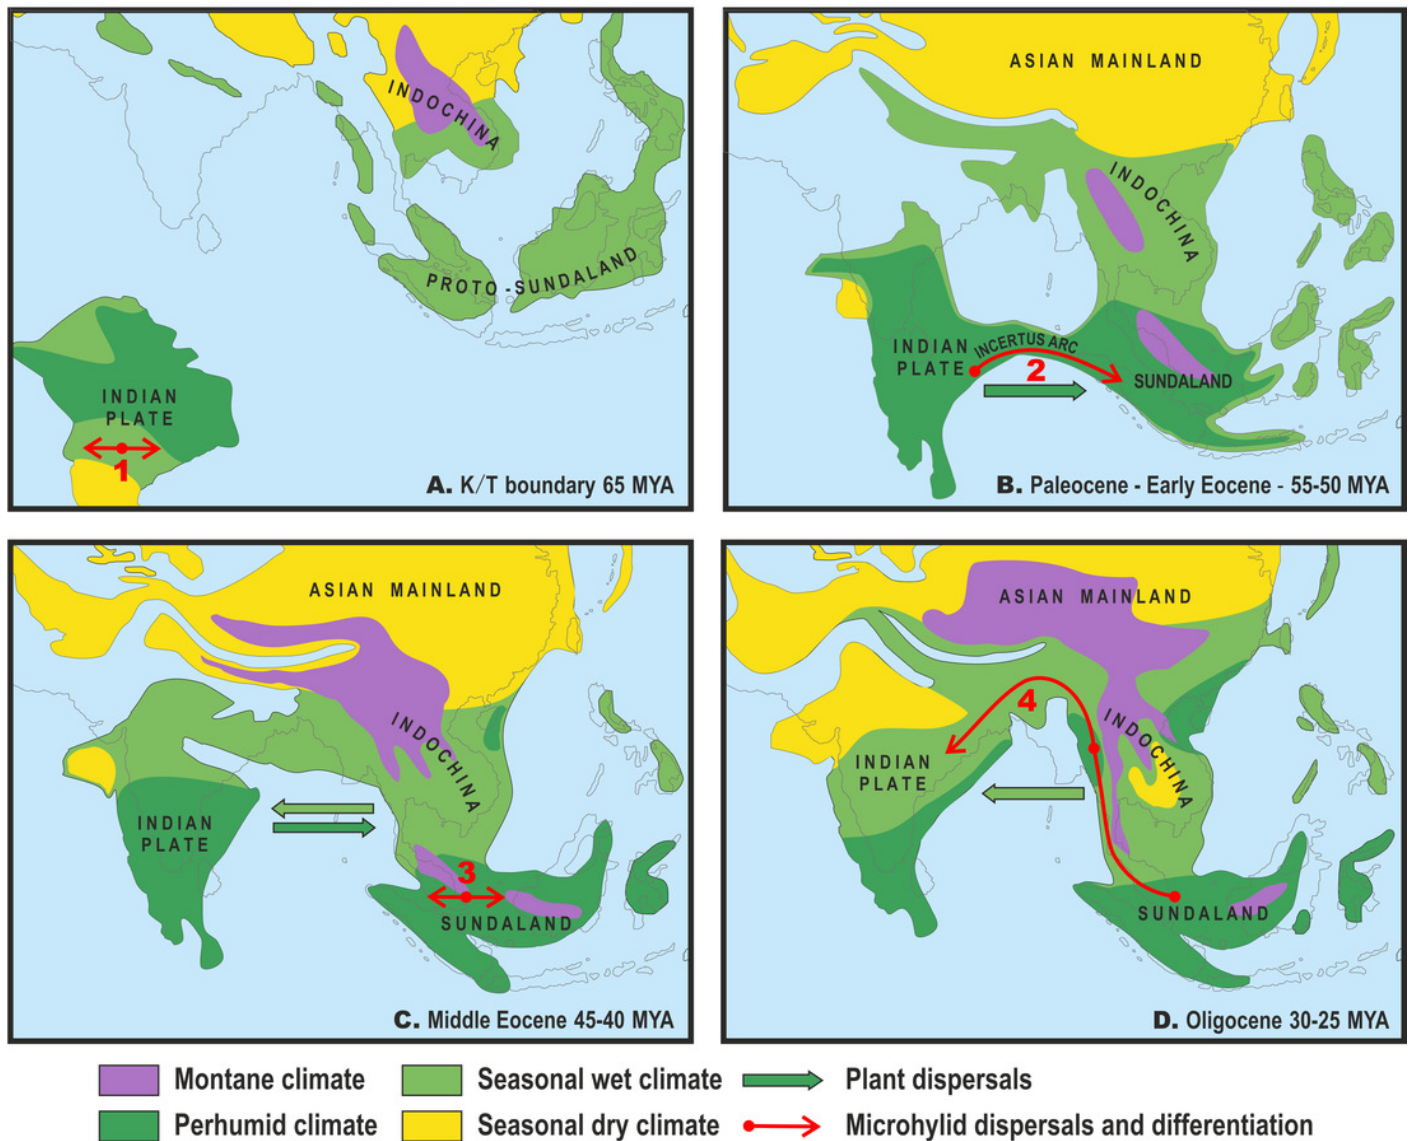 INDOCHINA
PROTO-SUNDALAND
INDIAN
PLATE
1
A. K/T boundary 65 MYA
ASIAN MAINLAND
INDOCHINA
INDIAN
PLATE
INCERTUS ARC
2
SUNDALAND
B. Paleocene - Early Eocene - 55-50 MYA
ASIAN MAINLAND
INDOCHINA
INDIAN
PLATE
3
SUNDALAND
C. Middle Eocene 45-40 MYA
ASIAN MAINLAND
4
INDOCHINA
INDIAN
PLATE
SUNDALAND
D. Oligocene 30-25 MYA
Montane climate
Seasonal wet climate
Plant dispersals
Perhumid climate
Seasonal dry climate
Microhylid dispersals and differentiation